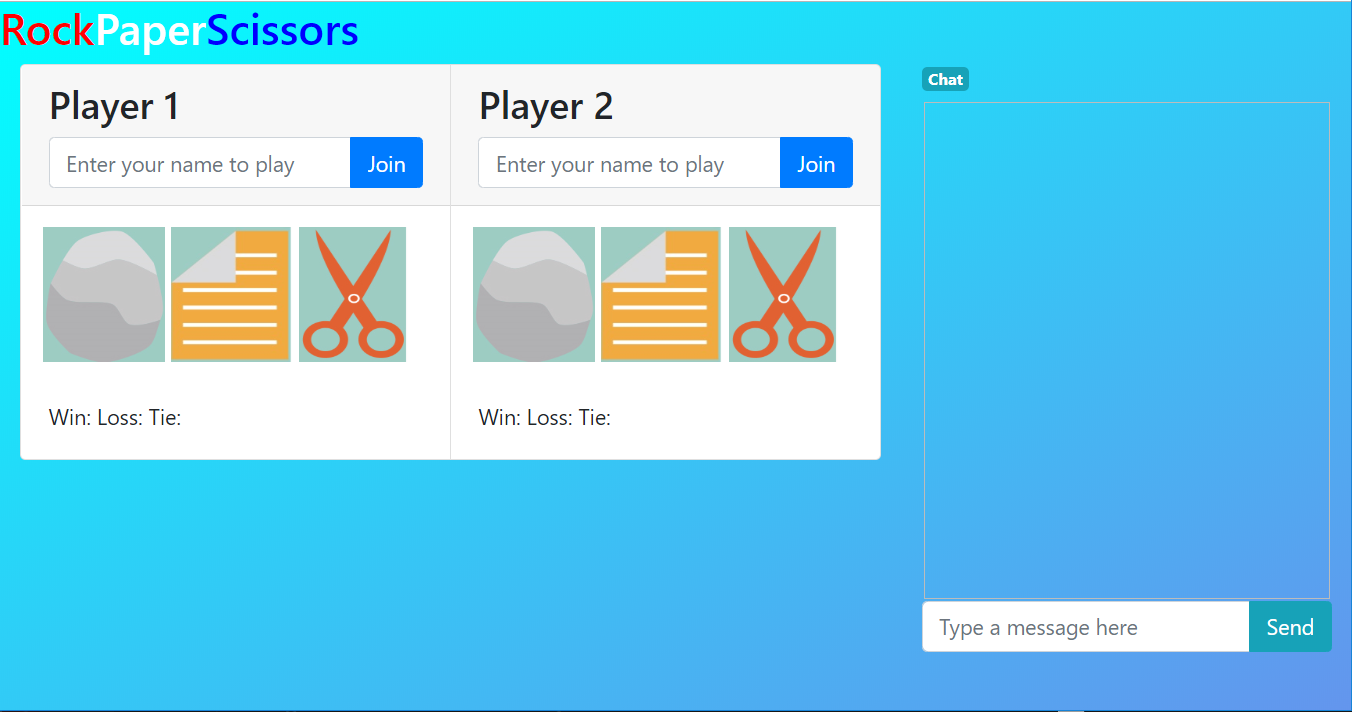 RockPaperScissors
Player 1
Enter your name to play Join
Win: Loss: Tie:
Player 2
Enter your name to play Join
Win: Loss: Tie:
Chat
Type a message here Send